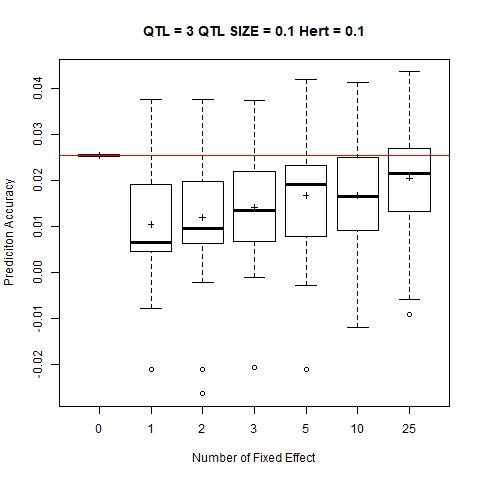 QTL = 3 QTL SIZE = 0.1 Hert = 0.1
Prediciton Accuracy
0.04
0.03
0.02
0.01
0.00
-0.01
-0.02
0 1 2 3 5 10 25
Number of Fixed Effect